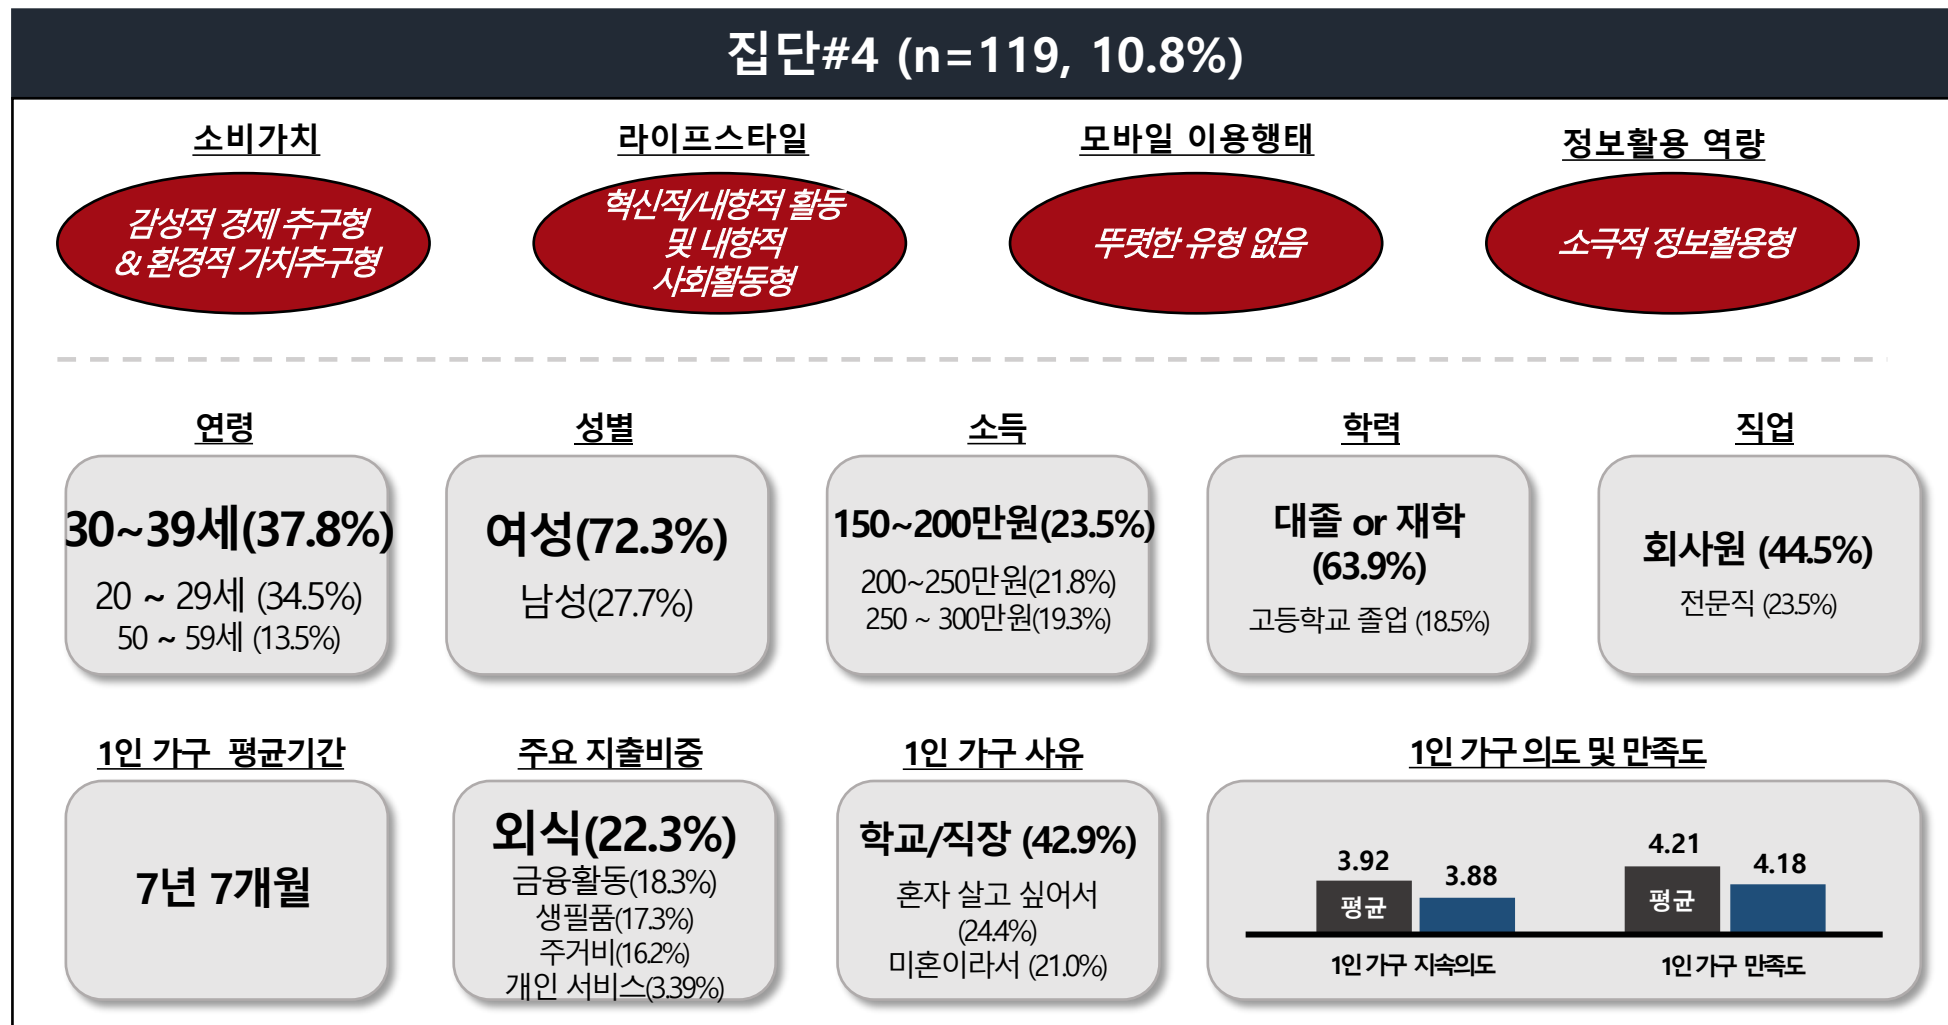 집단#4 (n=119, 10.8%)
소비가치
라이프스타일
모바일 이용행태
정보활용 역량
감성적 경제 추구형
& 환경적 가치추구형
혁신적/내향적 활동
및 내향적
사회활동형
뚜렷한 유형 없음
소극적 정보활용형
연령
성별
소득
학력
직업
30~39세(37.8%)
20 ~ 29세 (34.5%)
50 ~ 59세 (13.5%)
여성(72.3%)
남성(27.7%)
150~200만원(23.5%)
200~250만원(21.8%)
250 ~ 300만원(19.3%)
대졸 or 재학
(63.9%)
고등학교 졸업 (18.5%)
회사원 (44.5%)
전문직 (23.5%)
1인 가구 평균기간
주요 지출비중
1인 가구 사유
1인 가구 의도 및 만족도
7년 7개월
외식(22.3%)
금융활동(18.3%)
생필품(17.3%)
주거비(16.2%)
개인 서비스(3.39%)
학교/직장 (42.9%)
혼자 살고 싶어서
(24.4%)
미혼이라서 (21.0%)
3.92
3.88
4.21
4.18
평균
평균
1인 가구 지속의도
1인 가구 만족도